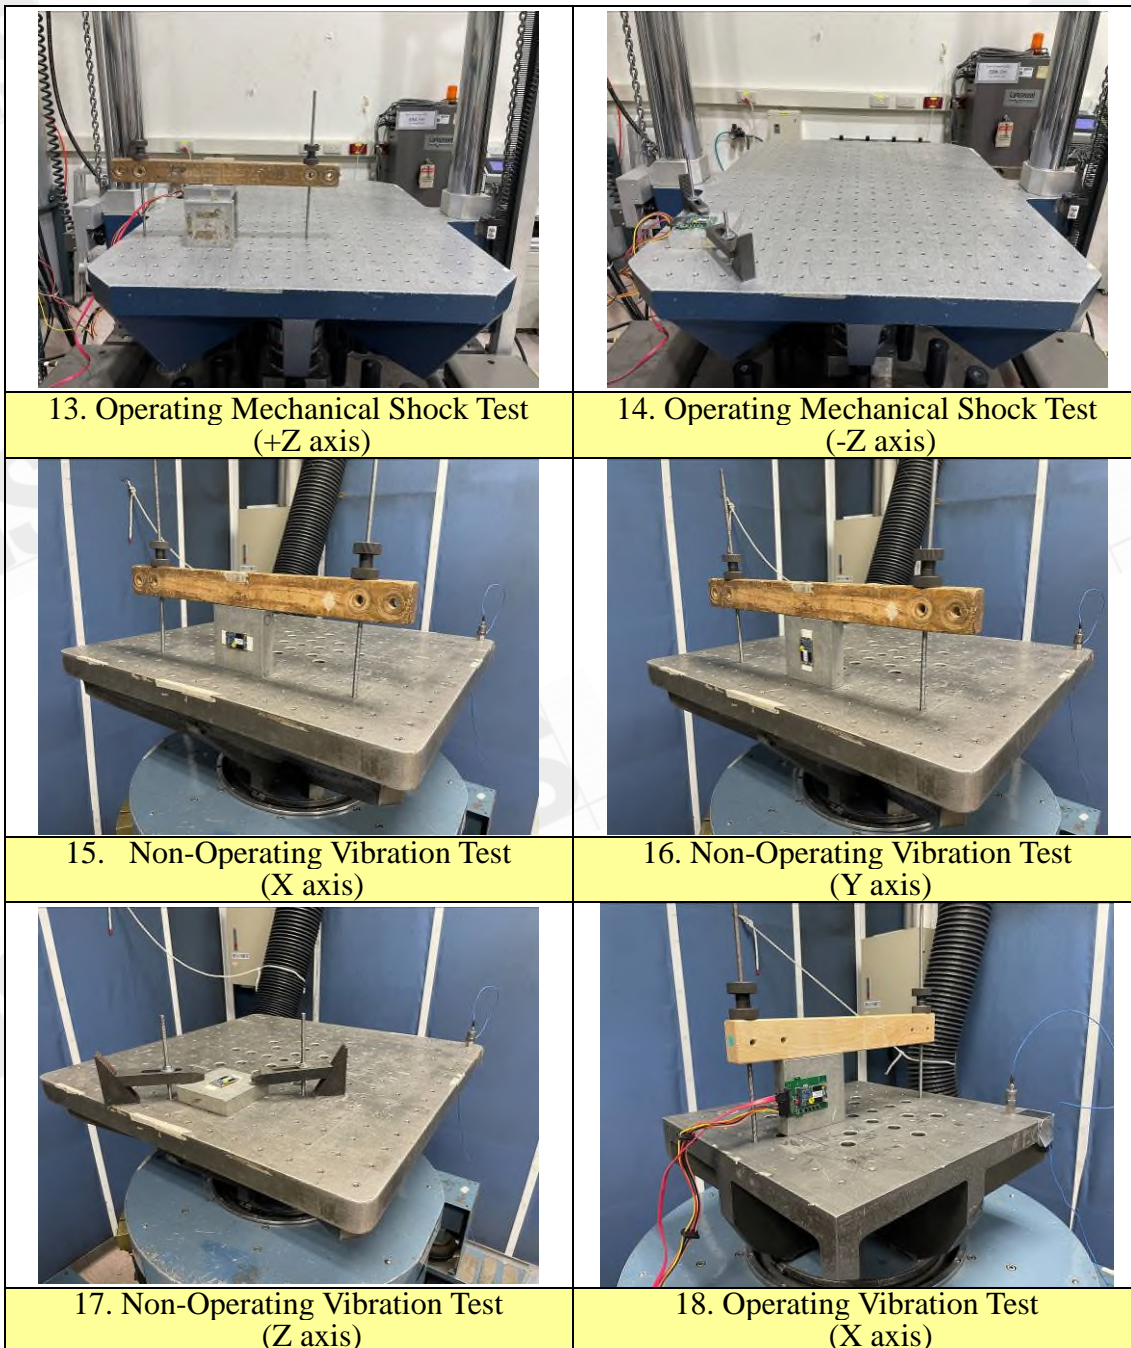 13. Operating Mechanical Shock Test
(+Z axis)
14. Operating Mechanical Shock Test
(-Z axis)
15. Non-Operating Vibration Test
(X axis)
16. Non-Operating Vibration Test
(Y axis)
17. Non-Operating Vibration Test
(Z axis)
18. Operating Vibration Test
(X axis)